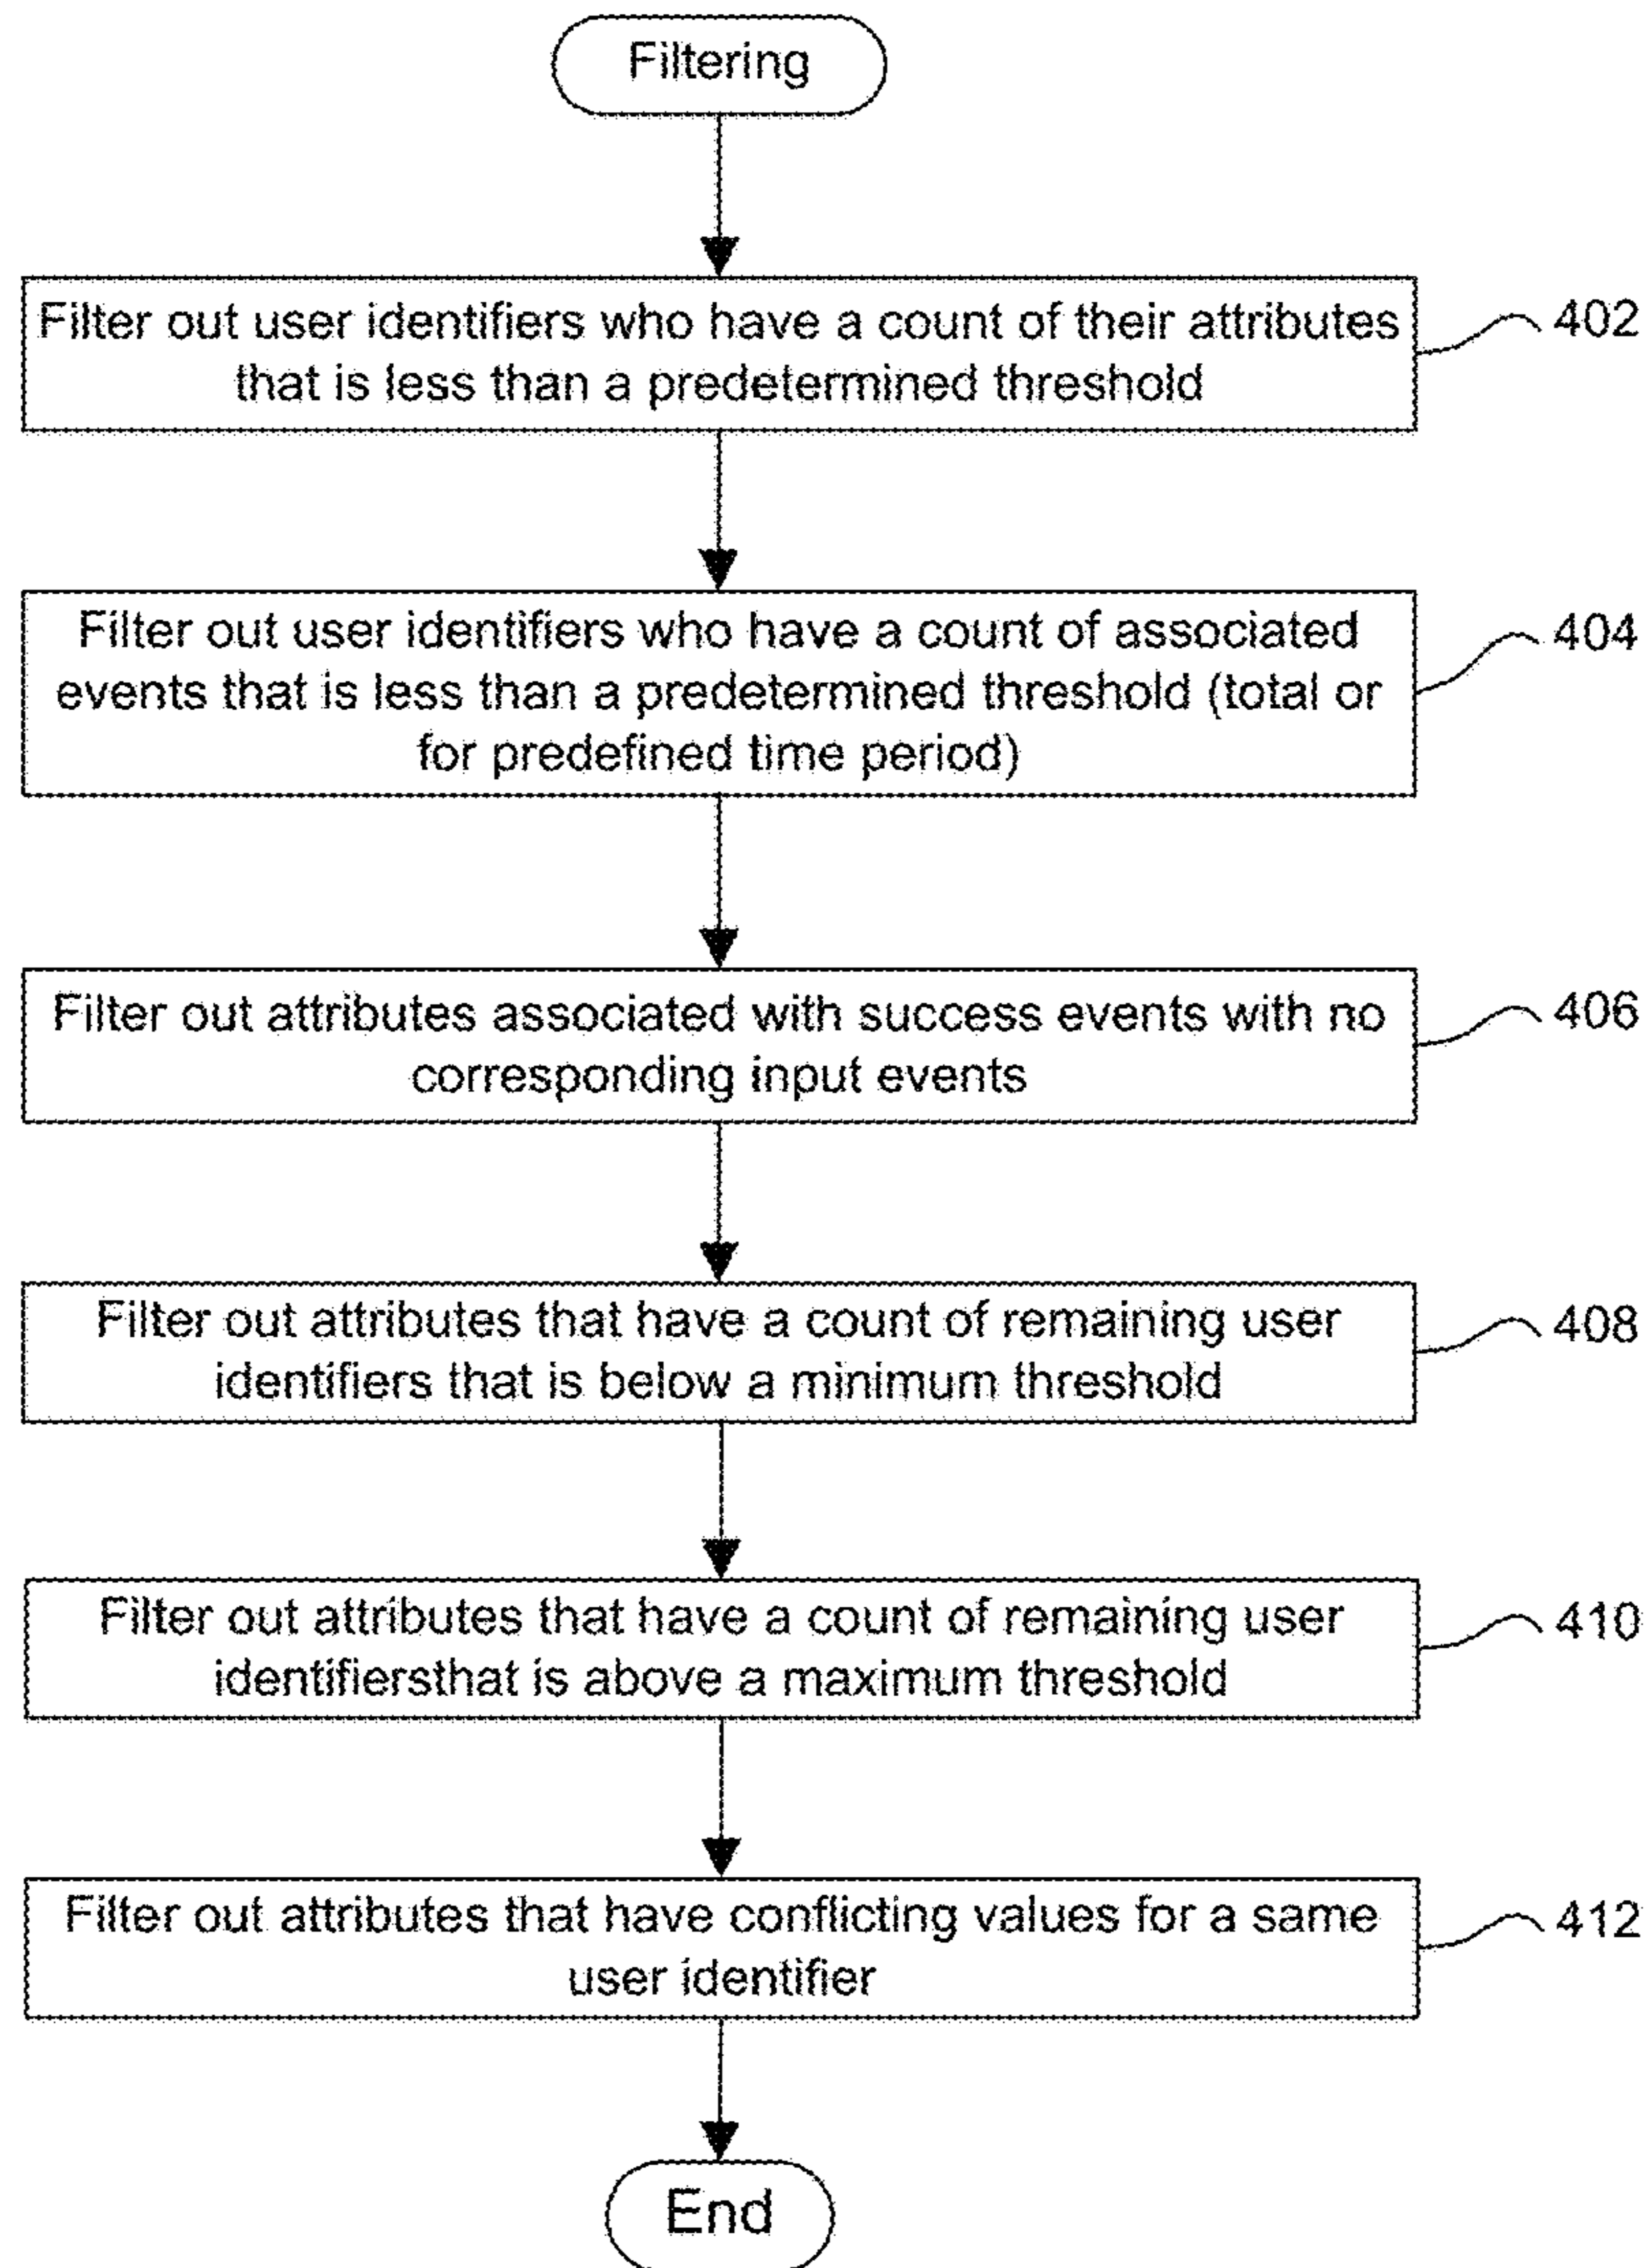 Filtering
Filter out user identifiers who have a count of their attributes
that is less than a predetermined threshold
402
Filter out user identifiers who have a count of associated
events that is less than a predetermined threshold (total or
for predefined time period)
404
Filter out attributes associated with success events with no
corresponding input events
406
Filter out attributes that have a count of remaining user
identifiers that is below a minimum threshold
408
Filter out attributes that have a count of remaining user
identifiersthat is above a maximum threshold
410
Filter out attributes that have conflicting values for a same
user identifier
412
End